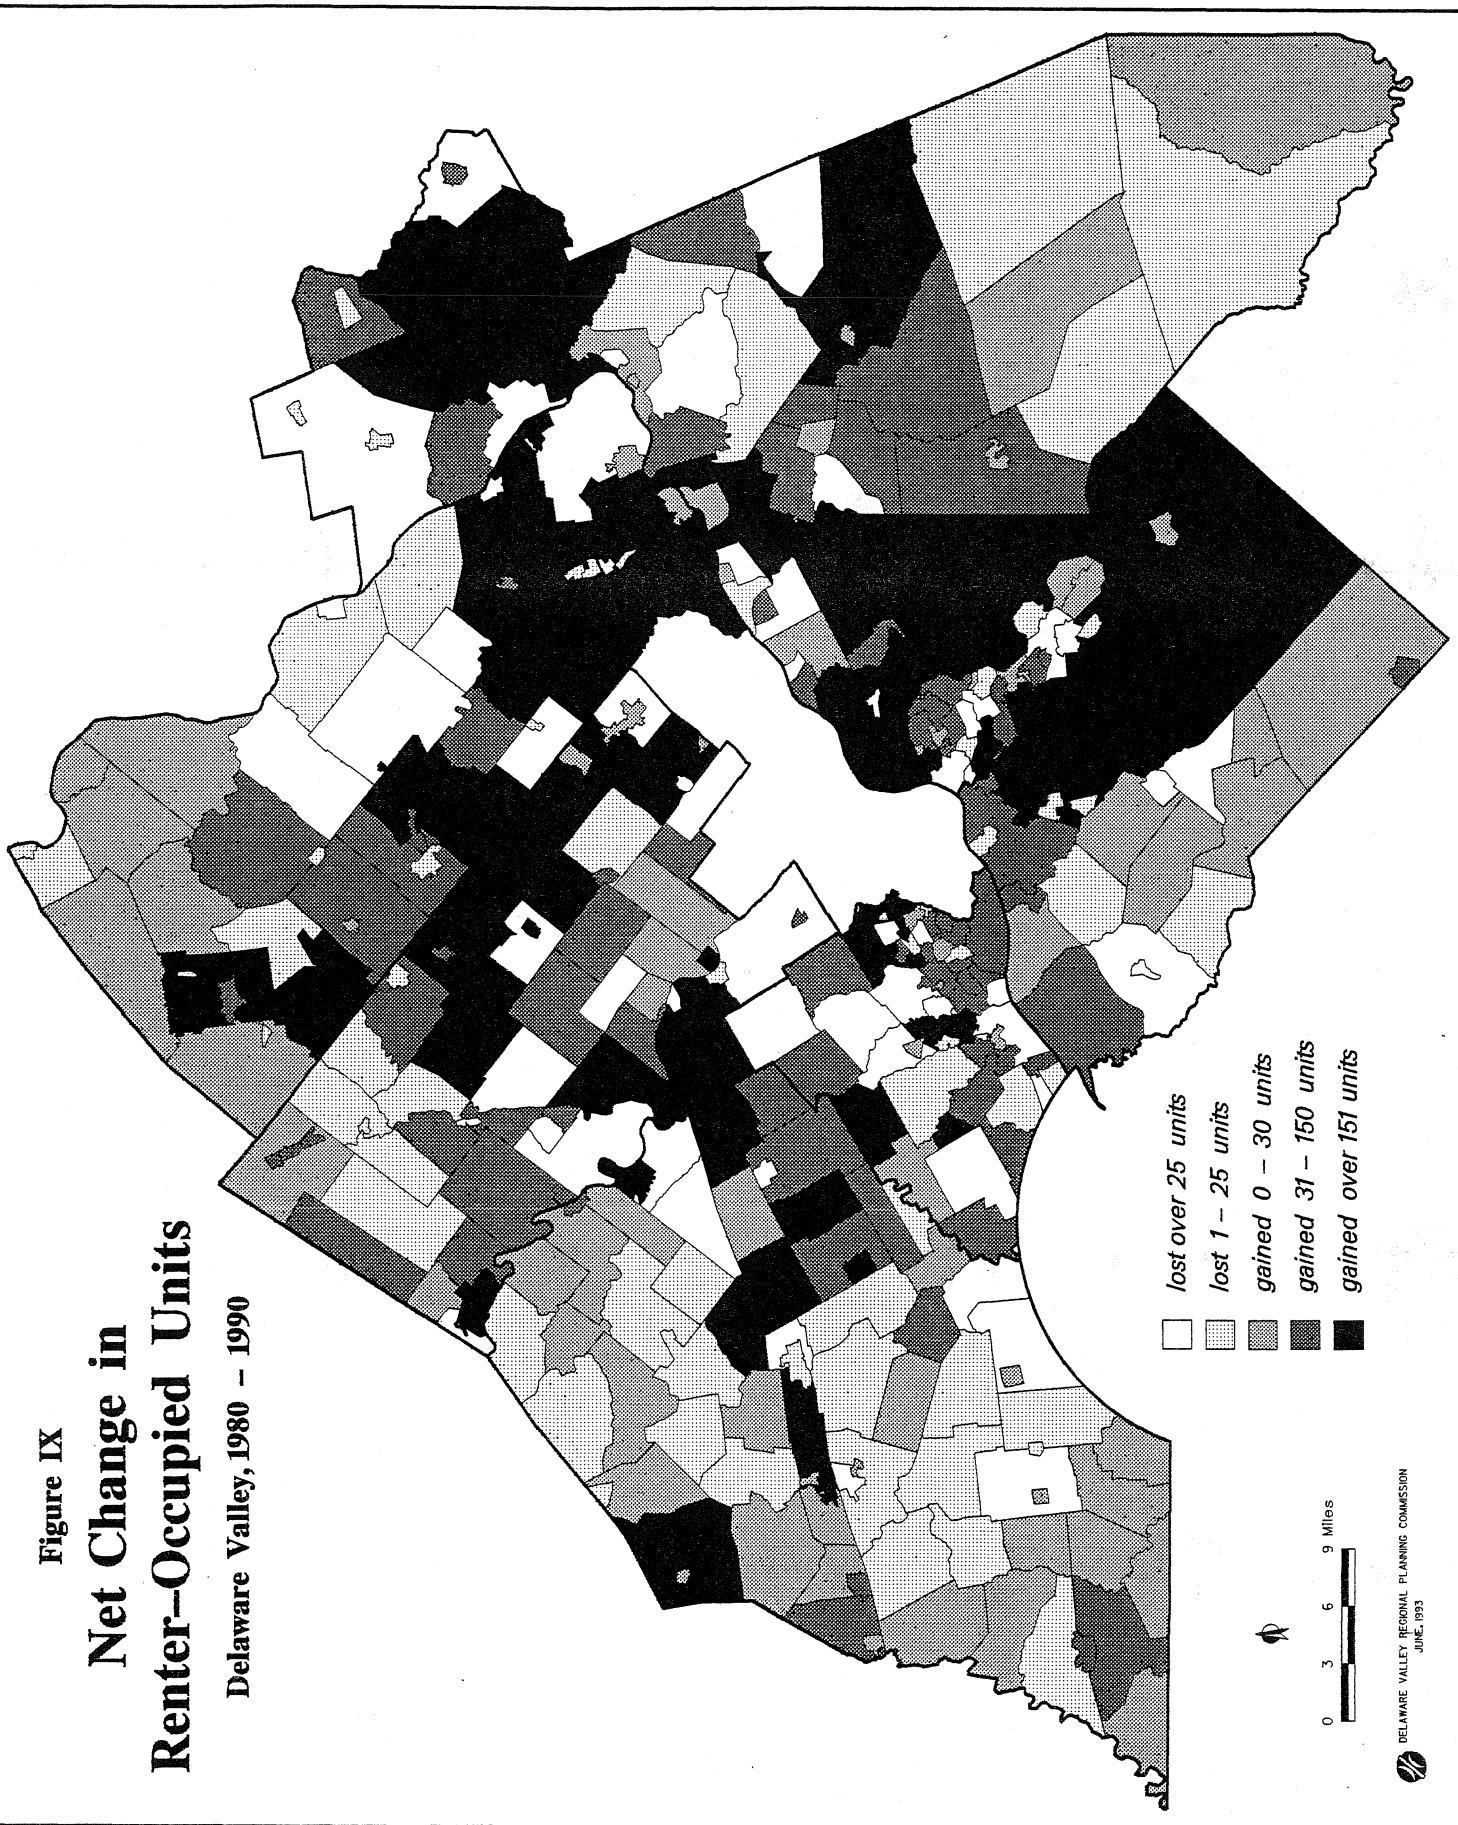 Figure IX
Net Change in
Renter-Occupied Units
Delaware Valley, 1980 - 1990
lost over 25 units
lost 1 - 25 units
gained 0 - 30 units
gained 31 - 150 units
gained over 151 units
0 3 6 9 Miles
DELAWARE VALLEY REGIONAL PLANNING COMMISSION
JUNE, 1993